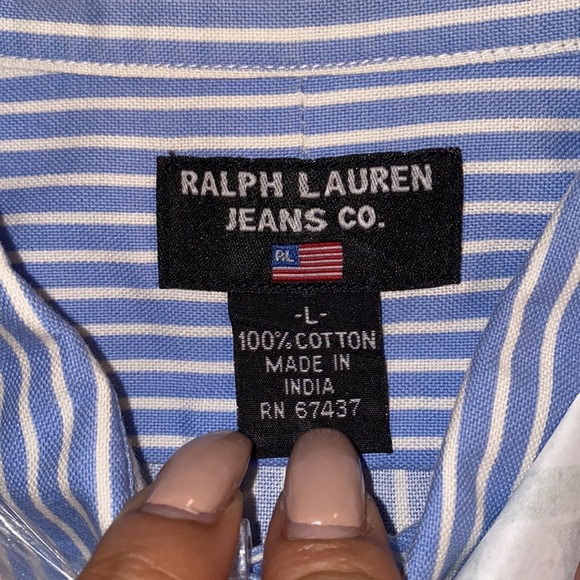 RALPH LAUREN
JEANS CO.
RL
-L-
100% COTTON
MADE IN
INDIA
RN 67437